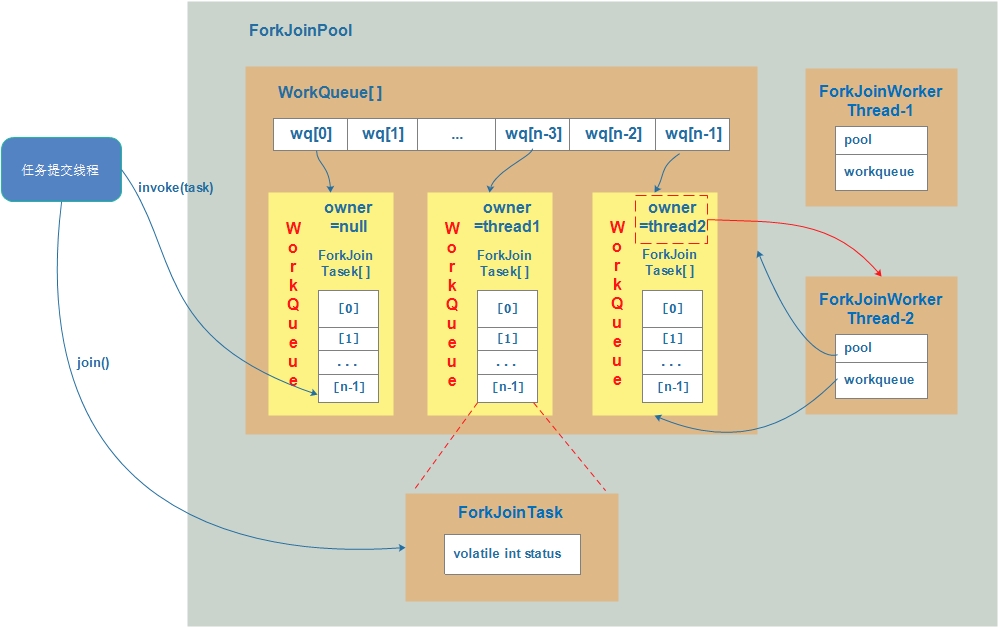 ForkJoinPool
WorkQueue[ ]
wq[0] wq[1] ... wq[n-3] wq[n-2] wq[n-1]
任务提交线程
invoke(task)
join()
WorkQueue
owner
=null
ForkJoin
Tasek[ ]
[0]
[1]
...
[n-1]
WorkQueue
owner
=thread1
ForkJoin
Tasek[ ]
[0]
[1]
...
[n-1]
WorkQueue
owner
=thread2
ForkJoin
Tasek[ ]
[0]
[1]
...
[n-1]
ForkJoinWorker
Thread-1
pool
workqueue
ForkJoinWorker
Thread-2
pool
workqueue
ForkJoinTask
volatile int status